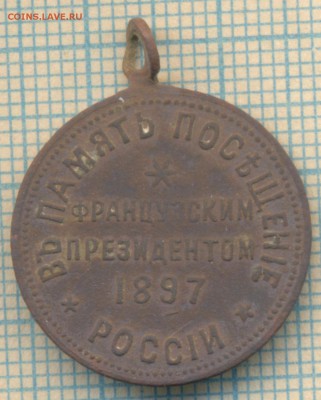 COINS.LAVE.RU
ВЪ ПАМЯТЬ ПОСѢЩЕНІЕ
ФРАНЦУЗСКИМ
ПРЕЗИДЕНТОМ
1897
РОССІИ